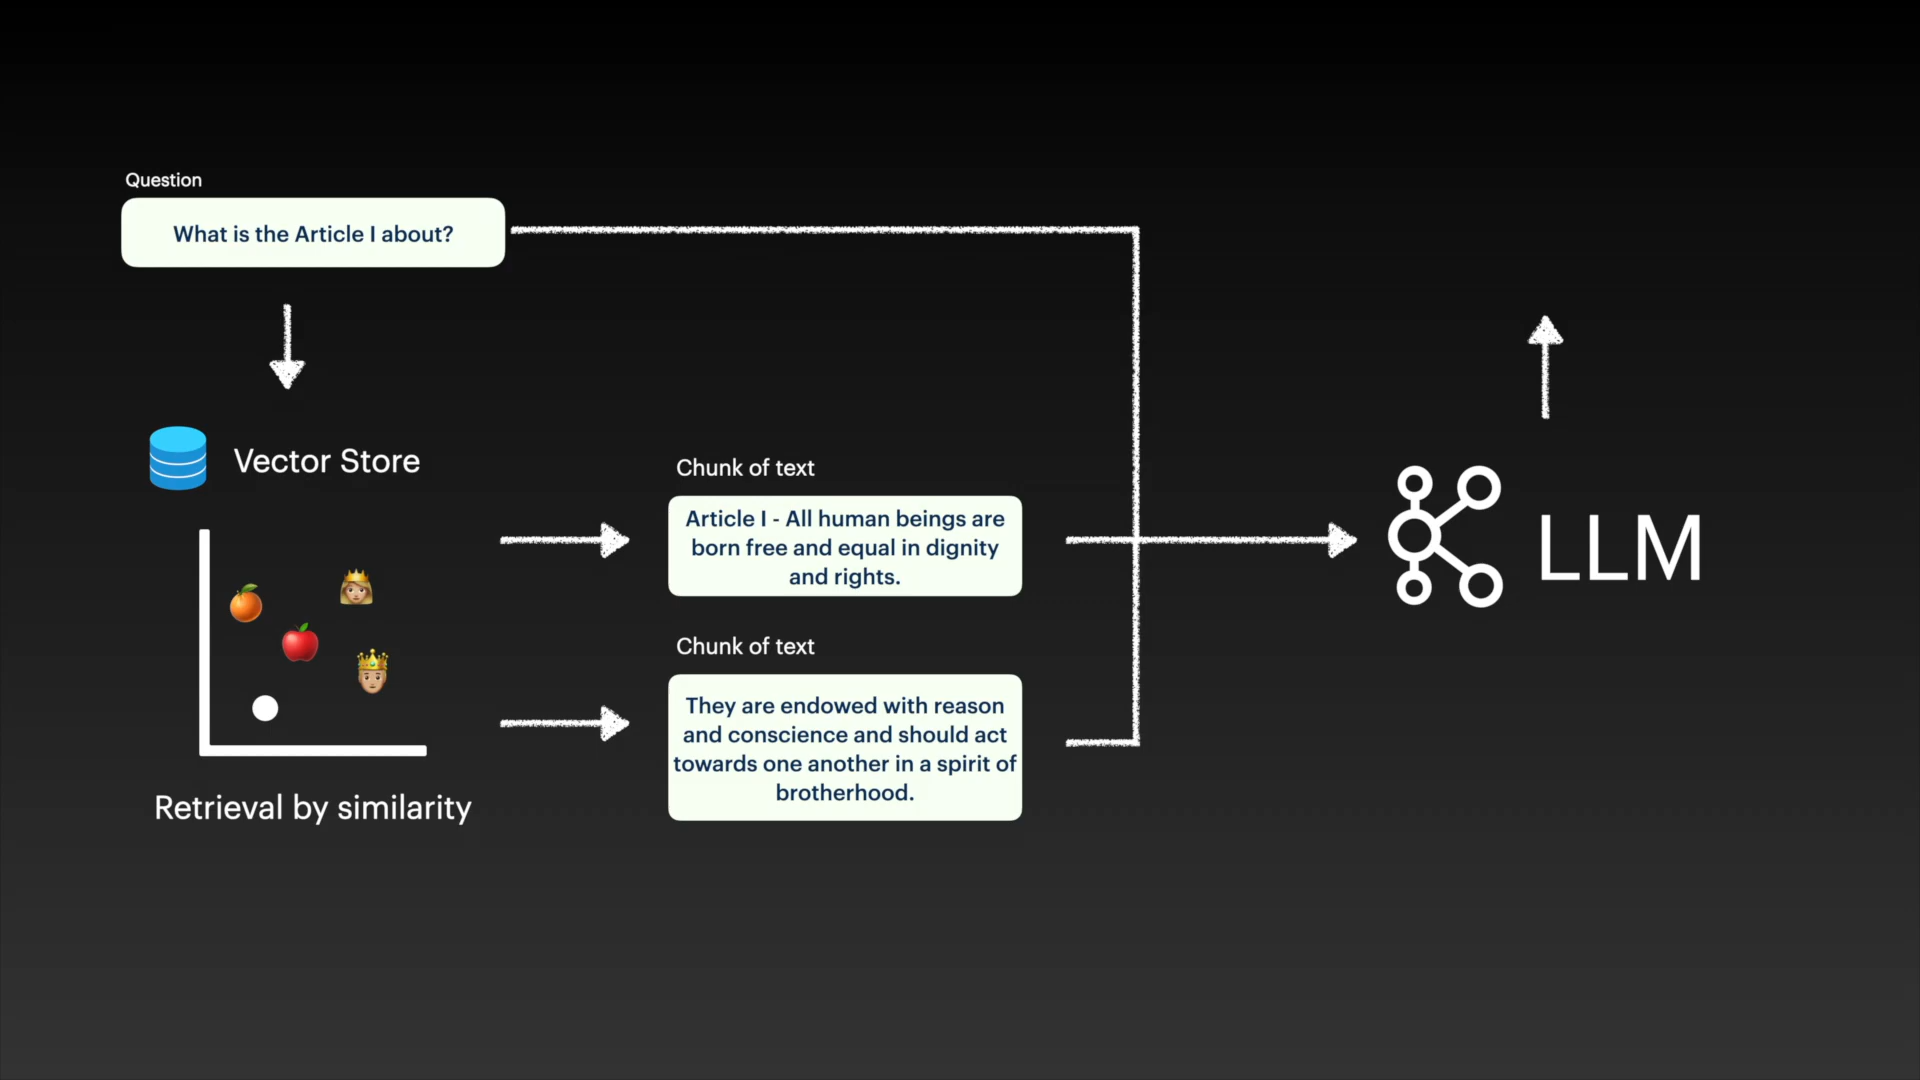 Question
What is the Article I about?
Vector Store
Retrieval by similarity
Chunk of text
Article I - All human beings are
born free and equal in dignity
and rights.
Chunk of text
They are endowed with reason
and conscience and should act
towards one another in a spirit of
brotherhood.
LLM